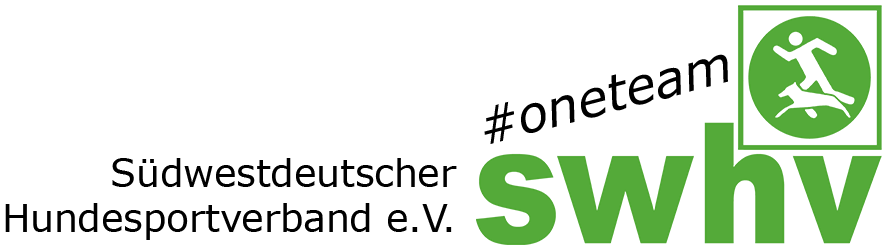 #oneteam
Südwestdeutscher
Hundesportverband e.V.
swhv